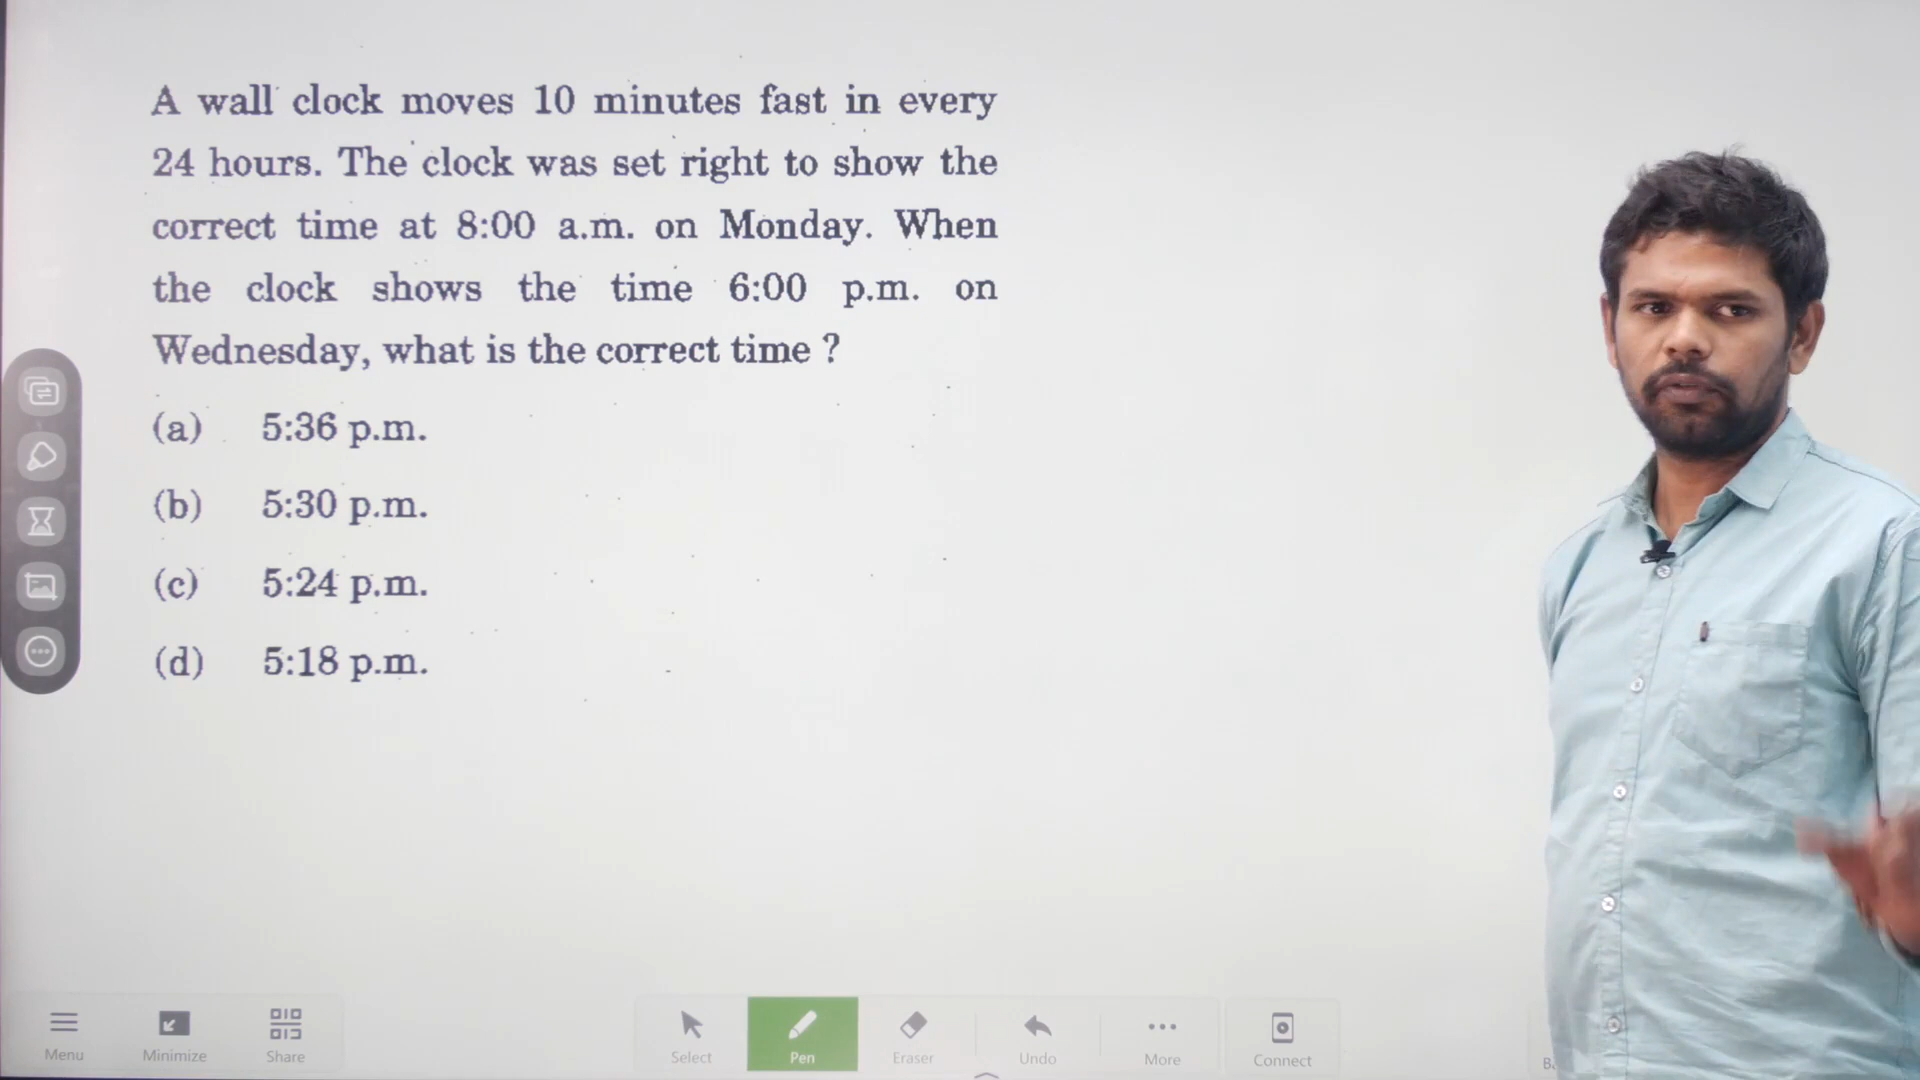 A wall clock moves 10 minutes fast in every
24 hours. The clock was set right to show the
correct time at 8:00 a.m. on Monday. When
the clock shows the time 6:00 p.m. on
Wednesday, what is the correct time ?
(a) 5:36 p.m.
(b) 5:30 p.m.
(c) 5:24 p.m.
(d) 5:18 p.m.
Menu Minimize Share Select Pen Eraser Undo More Connect